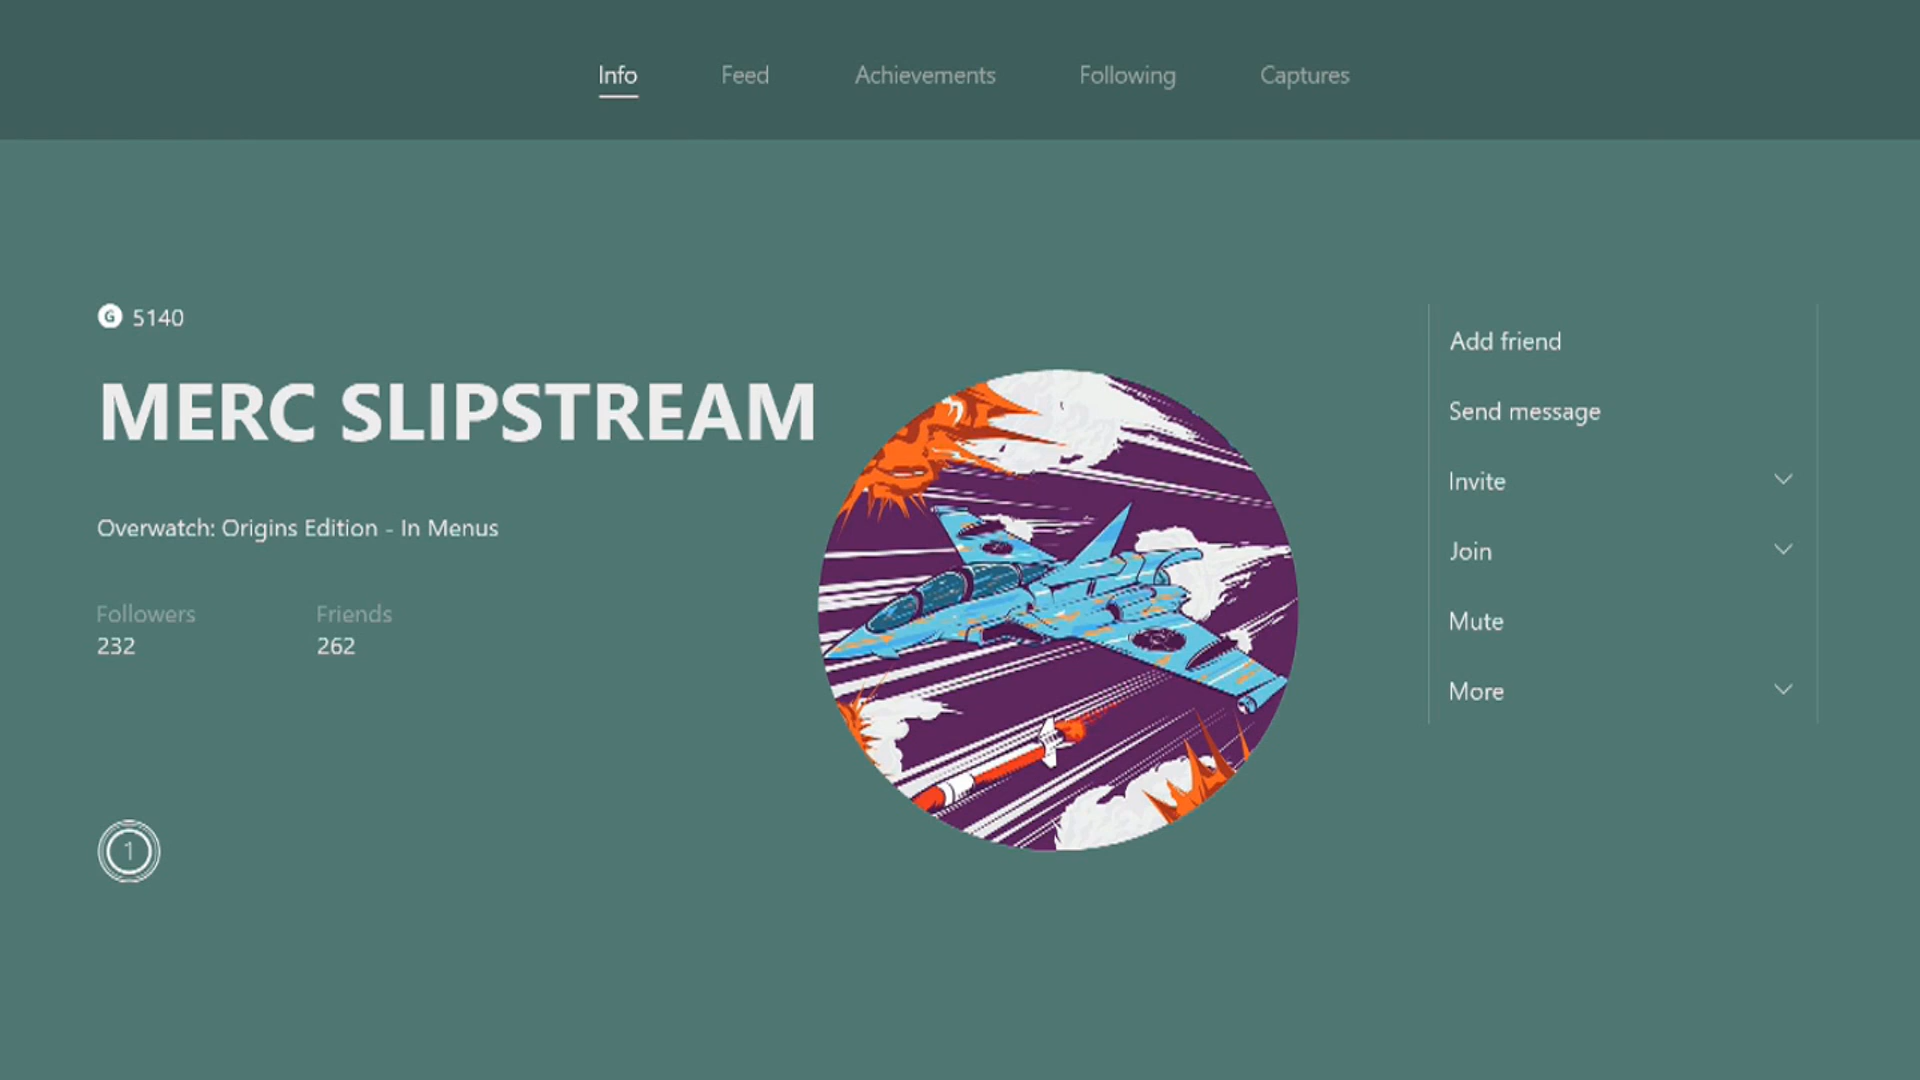 Info Feed Achievements Following Captures
G 5140
MERC SLIPSTREAM
Overwatch: Origins Edition - In Menus
Followers Friends
232 262
1
Add friend
Send message
Invite
Join
Mute
More